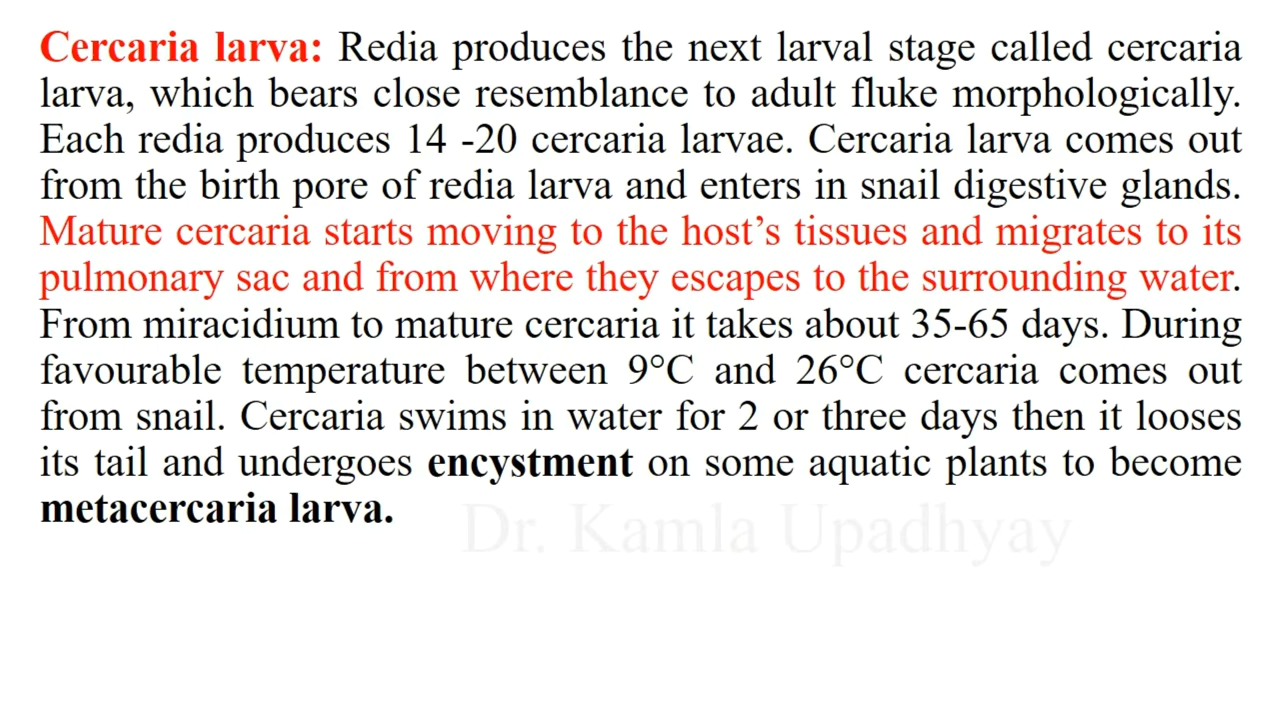 Cercaria larva: Redia produces the next larval stage called cercaria
larva, which bears close resemblance to adult fluke morphologically.
Each redia produces 14 -20 cercaria larvae. Cercaria larva comes out
from the birth pore of redia larva and enters in snail digestive glands.
Mature cercaria starts moving to the host’s tissues and migrates to its
pulmonary sac and from where they escapes to the surrounding water.
From miracidium to mature cercaria it takes about 35-65 days. During
favourable temperature between 9°C and 26°C cercaria comes out
from snail. Cercaria swims in water for 2 or three days then it looses
its tail and undergoes encystment on some aquatic plants to become
metacercaria larva.
Dr. Kamla Upadhyay